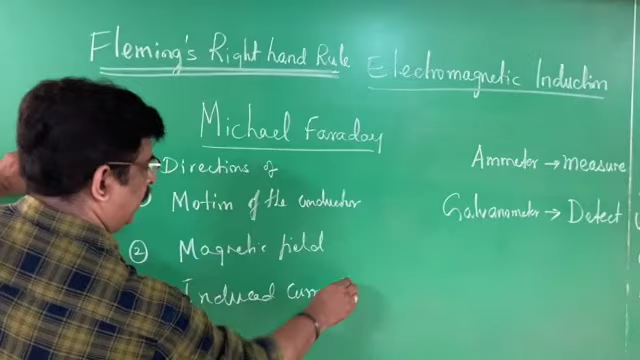 Fleming's Right hand Rule
Electromagnetic Induction
Michael Faraday
Directions of
Motion of the conductor
② Magnetic field
Induced Curr
Ammeter → measure
Galvanometer → Detect